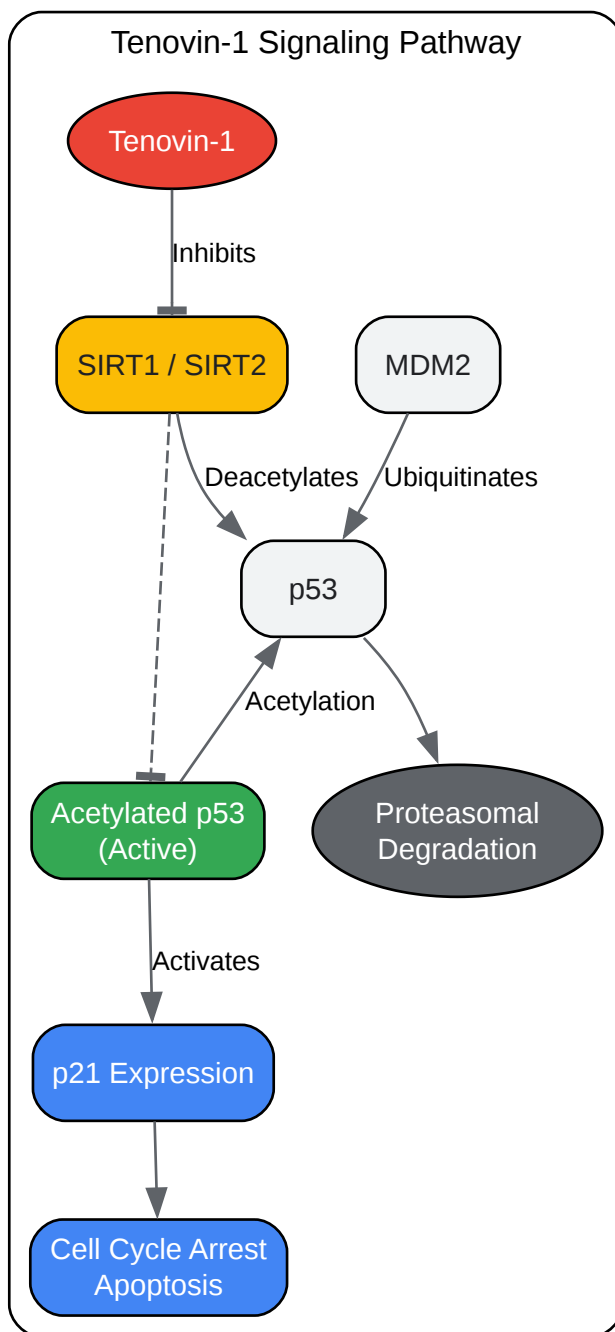 Tenovin-1 Signaling Pathway
Tenovin-1
Inhibits
SIRT1 / SIRT2
MDM2
Deacetylates
Ubiquitinates
p53
Acetylation
Acetylated p53
(Active)
Proteasomal
Degradation
Activates
p21 Expression
Cell Cycle Arrest
Apoptosis